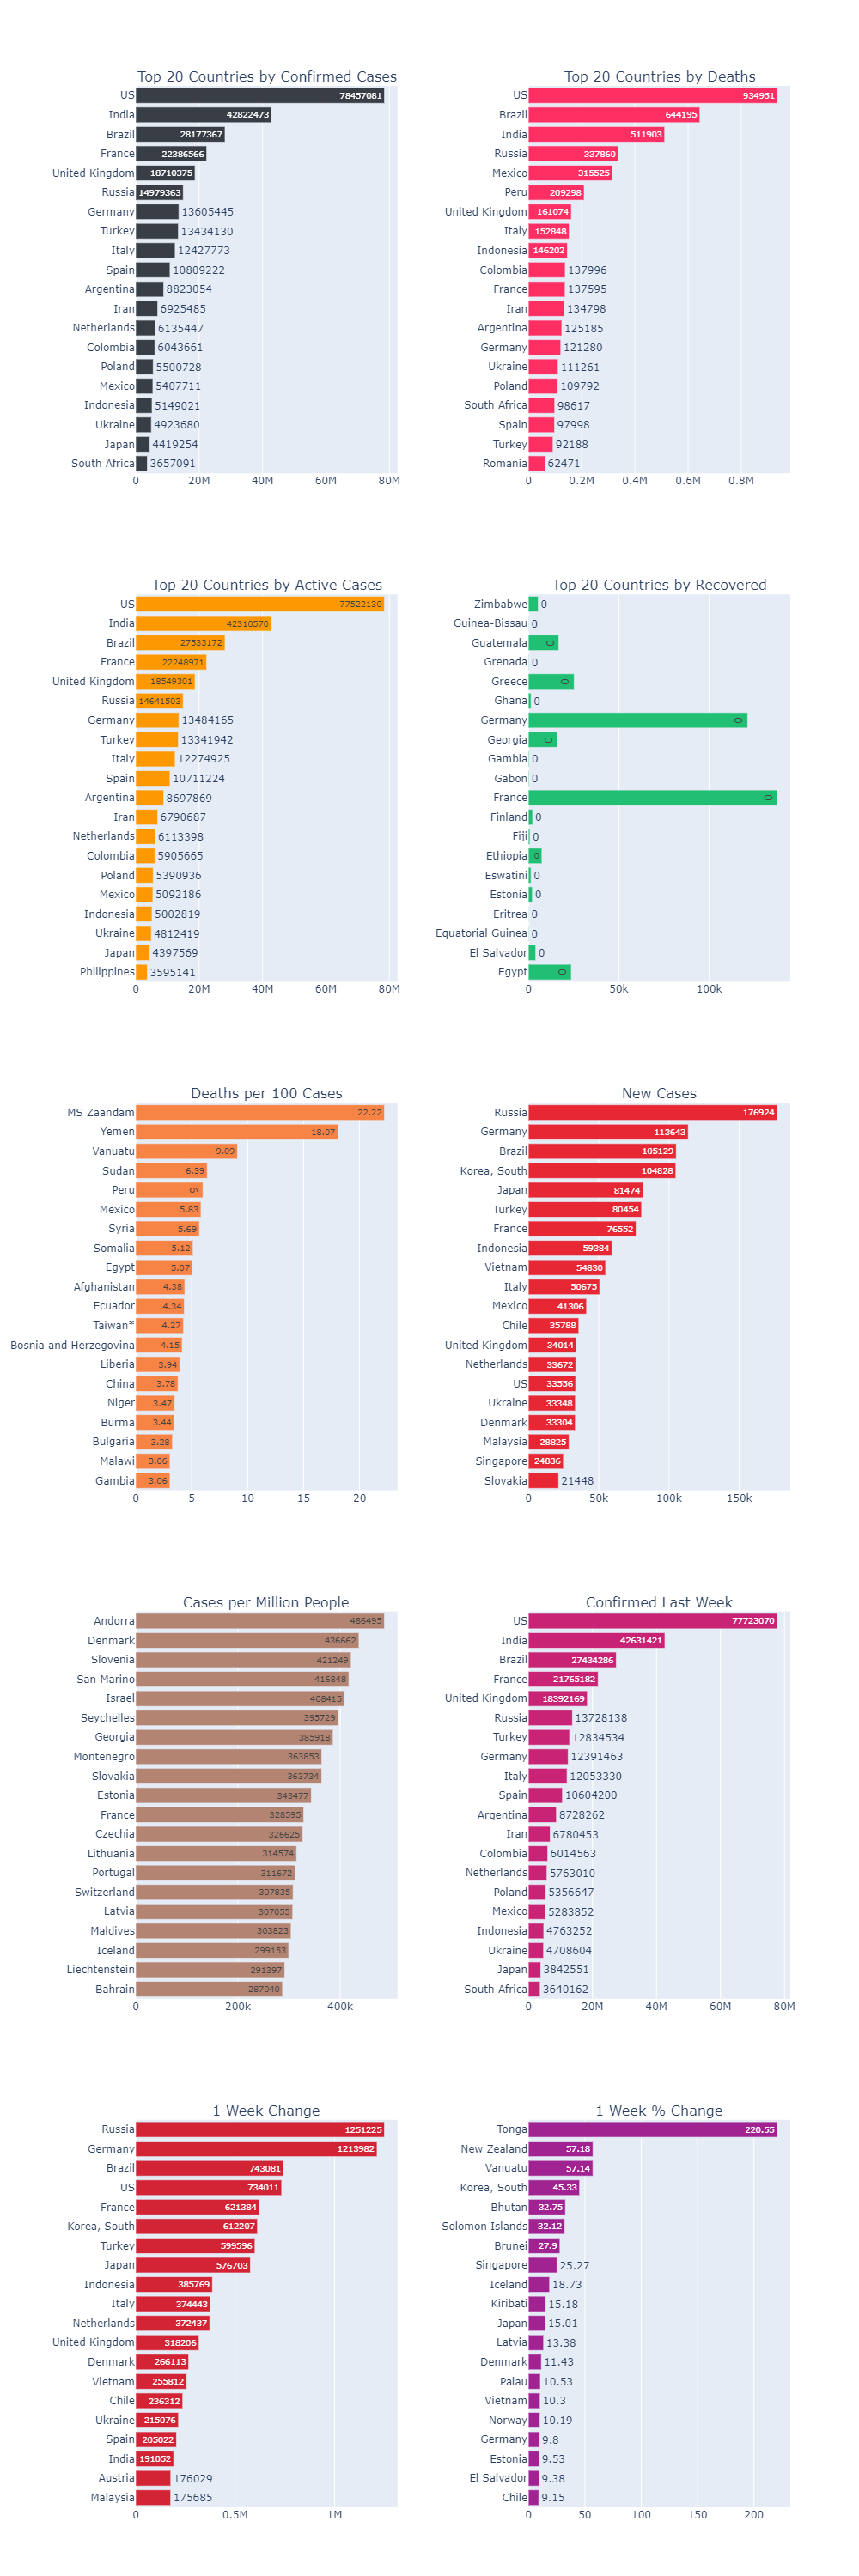 Top 20 Countries by Confirmed Cases
US 78457081
India 42822473
Brazil 28177367
France 22386566
United Kingdom 18710375
Russia 14979363
Germany 13605445
Turkey 13434130
Italy 12427773
Spain 10809222
Argentina 8823054
Iran 6925485
Netherlands 6135447
Colombia 6043661
Poland 5500728
Mexico 5407711
Indonesia 5149021
Ukraine 4923680
Japan 4419254
South Africa 3657091
0 20M 40M 60M 80M
Top 20 Countries by Deaths
US 934951
Brazil 644195
India 511903
Russia 337860
Mexico 315525
Peru 209298
United Kingdom 161074
Italy 152848
Indonesia 146202
Colombia 137996
France 137595
Iran 134798
Argentina 125185
Germany 121280
Ukraine 111261
Poland 109792
South Africa 98617
Spain 97998
Turkey 92188
Romania 62471
0 0.2M 0.4M 0.6M 0.8M
Top 20 Countries by Active Cases
US 77522130
India 42310570
Brazil 27533172
France 22248971
United Kingdom 18549301
Russia 14641503
Germany 13484165
Turkey 13341942
Italy 12274925
Spain 10711224
Argentina 8697869
Iran 6790687
Netherlands 6113398
Colombia 5905665
Poland 5390936
Mexico 5092186
Indonesia 5002819
Ukraine 4812419
Japan 4397569
Philippines 3595141
0 20M 40M 60M 80M
Top 20 Countries by Recovered
Zimbabwe 0
Guinea-Bissau 0
Guatemala 0
Grenada 0
Greece 0
Ghana 0
Germany 0
Georgia 0
Gambia 0
Gabon 0
France 0
Finland 0
Fiji 0
Ethiopia 0
Eswatini 0
Estonia 0
Eritrea 0
Equatorial Guinea 0
El Salvador 0
Egypt 0
0 50k 100k
Deaths per 100 Cases
MS Zaandam 22.22
Yemen 18.07
Vanuatu 9.09
Sudan 6.39
Peru 6
Mexico 5.83
Syria 5.69
Somalia 5.12
Egypt 5.07
Afghanistan 4.38
Ecuador 4.34
Taiwan* 4.27
Bosnia and Herzegovina 4.15
Liberia 3.94
China 3.78
Niger 3.47
Burma 3.44
Bulgaria 3.28
Malawi 3.06
Gambia 3.06
0 5 10 15 20
New Cases
Russia 176924
Germany 113643
Brazil 105129
Korea, South 104828
Japan 81474
Turkey 80454
France 76552
Indonesia 59384
Vietnam 54830
Italy 50675
Mexico 41306
Chile 35788
United Kingdom 34014
Netherlands 33672
US 33556
Ukraine 33348
Denmark 33304
Malaysia 28825
Singapore 24836
Slovakia 21448
0 50k 100k 150k
Cases per Million People
Andorra 486495
Denmark 436662
Slovenia 421249
San Marino 416848
Israel 408415
Seychelles 395729
Georgia 385918
Montenegro 363853
Slovakia 363734
Estonia 343477
France 328595
Czechia 326625
Lithuania 314574
Portugal 311672
Switzerland 307835
Latvia 307055
Maldives 303823
Iceland 299153
Liechtenstein 291397
Bahrain 287040
0 200k 400k
Confirmed Last Week
US 77723070
India 42631421
Brazil 27434286
France 21765182
United Kingdom 18392169
Russia 13728138
Turkey 12834534
Germany 12391463
Italy 12053330
Spain 10604200
Argentina 8728262
Iran 6780453
Colombia 6014563
Netherlands 5763010
Poland 5356647
Mexico 5283852
Indonesia 4763252
Ukraine 4708604
Japan 3842551
South Africa 3640162
0 20M 40M 60M 80M
1 Week Change
Russia 1251225
Germany 1213982
Brazil 743081
US 734011
France 621384
Korea, South 612207
Turkey 599596
Japan 576703
Indonesia 385769
Italy 374443
Netherlands 372437
United Kingdom 318206
Denmark 266113
Vietnam 255812
Chile 236312
Ukraine 215076
Spain 205022
India 191052
Austria 176029
Malaysia 175685
0 0.5M 1M
1 Week % Change
Tonga 220.55
New Zealand 57.18
Vanuatu 57.14
Korea, South 45.33
Bhutan 32.75
Solomon Islands 32.12
Brunei 27.9
Singapore 25.27
Iceland 18.73
Kiribati 15.18
Japan 15.01
Latvia 13.38
Denmark 11.43
Palau 10.53
Vietnam 10.3
Norway 10.19
Germany 9.8
Estonia 9.53
El Salvador 9.38
Chile 9.15
0 50 100 150 200